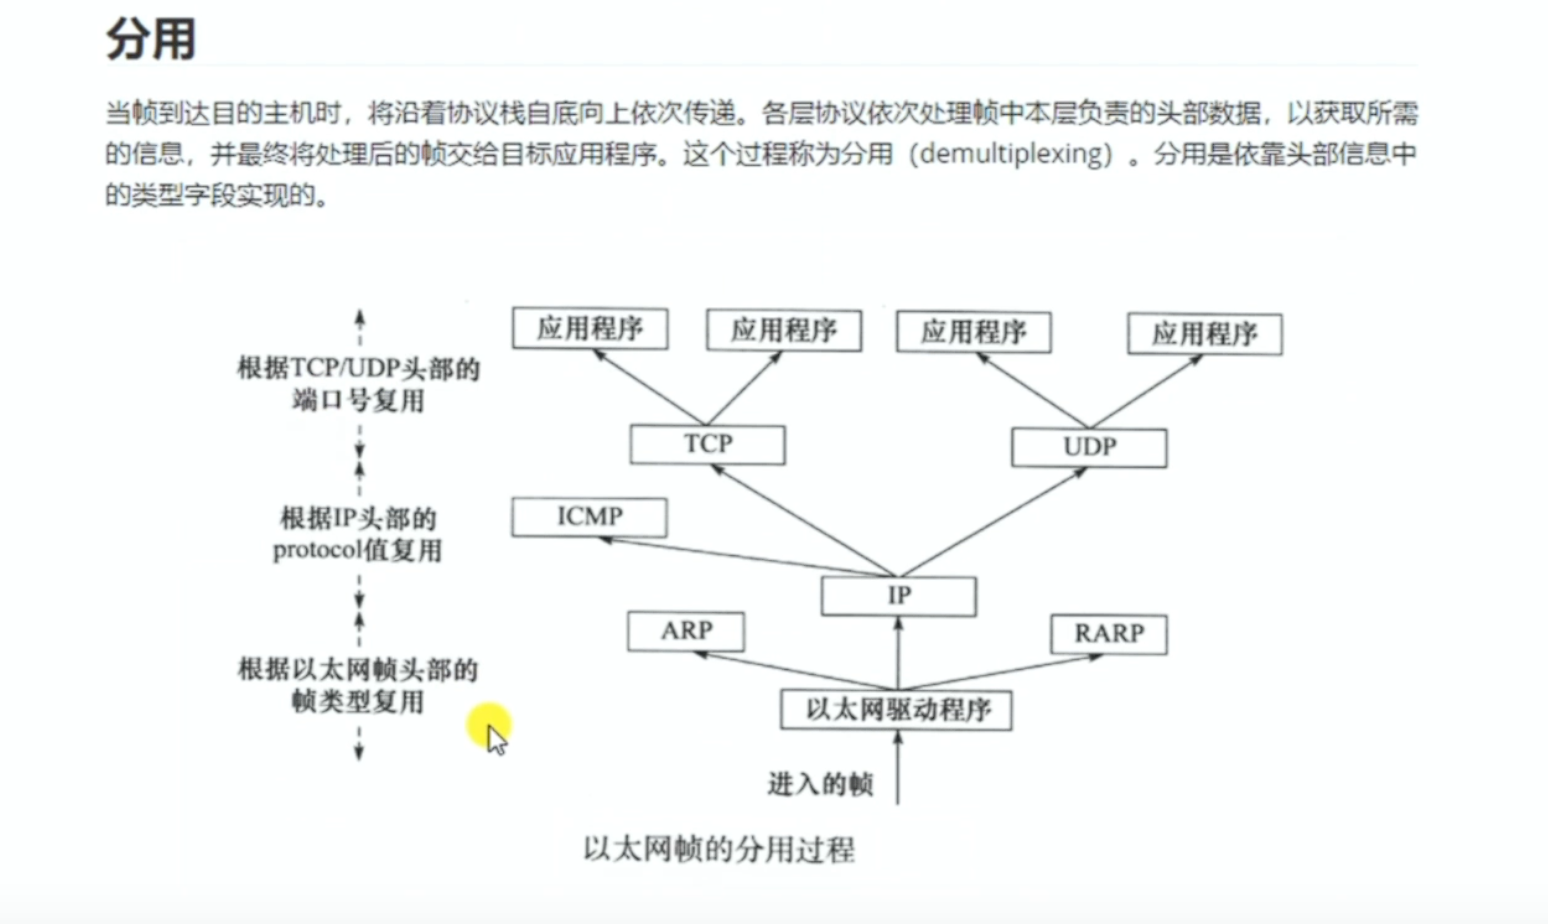 分用
当帧到达目的主机时，将沿着协议栈自底向上依次传递。各层协议依次处理帧中本层负责的头部数据，以获取所需
的信息，并最终将处理后的帧交给目标应用程序。这个过程称为分用（demultiplexing）。分用是依靠头部信息中
的类型字段实现的。
应用程序
应用程序
应用程序
应用程序
根据TCP/UDP头部的
端口号复用
TCP
UDP
根据IP头部的
protocol值复用
ICMP
IP
ARP
RARP
根据以太网帧头部的
帧类型复用
以太网驱动程序
进入的帧
以太网帧的分用过程